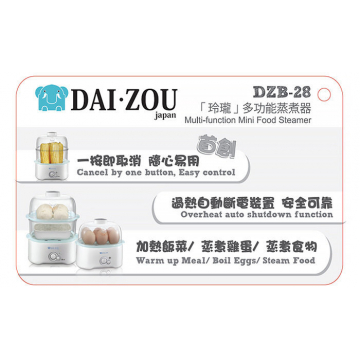 DAI·ZOU
japan
DZB-28
「玲瓏」多功能蒸煮器
Multi-function Mini Food Steamer
首創
一按即取消 隨心易用
Cancel by one button, Easy control
過熱自動斷電裝置 安全可靠
Overheat auto shutdown function
加熱飯菜/ 蒸煮雞蛋/ 蒸煮食物
Warm up Meal/ Boil Eggs/ Steam Food